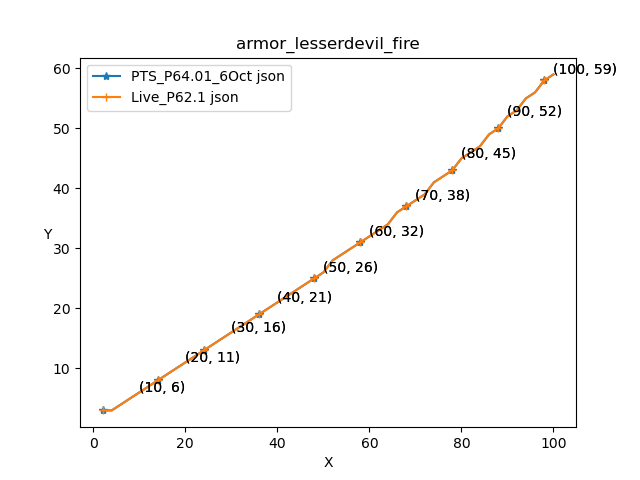 armor_lesserdevil_fire
PTS_P64.01_6Oct json
Live_P62.1 json
60
50
40
30
20
10
Y
(100, 59)
(90, 52)
(80, 45)
(70, 38)
(60, 32)
(50, 26)
(40, 21)
(30, 16)
(20, 11)
(10, 6)
0 20 40 60 80 100
X